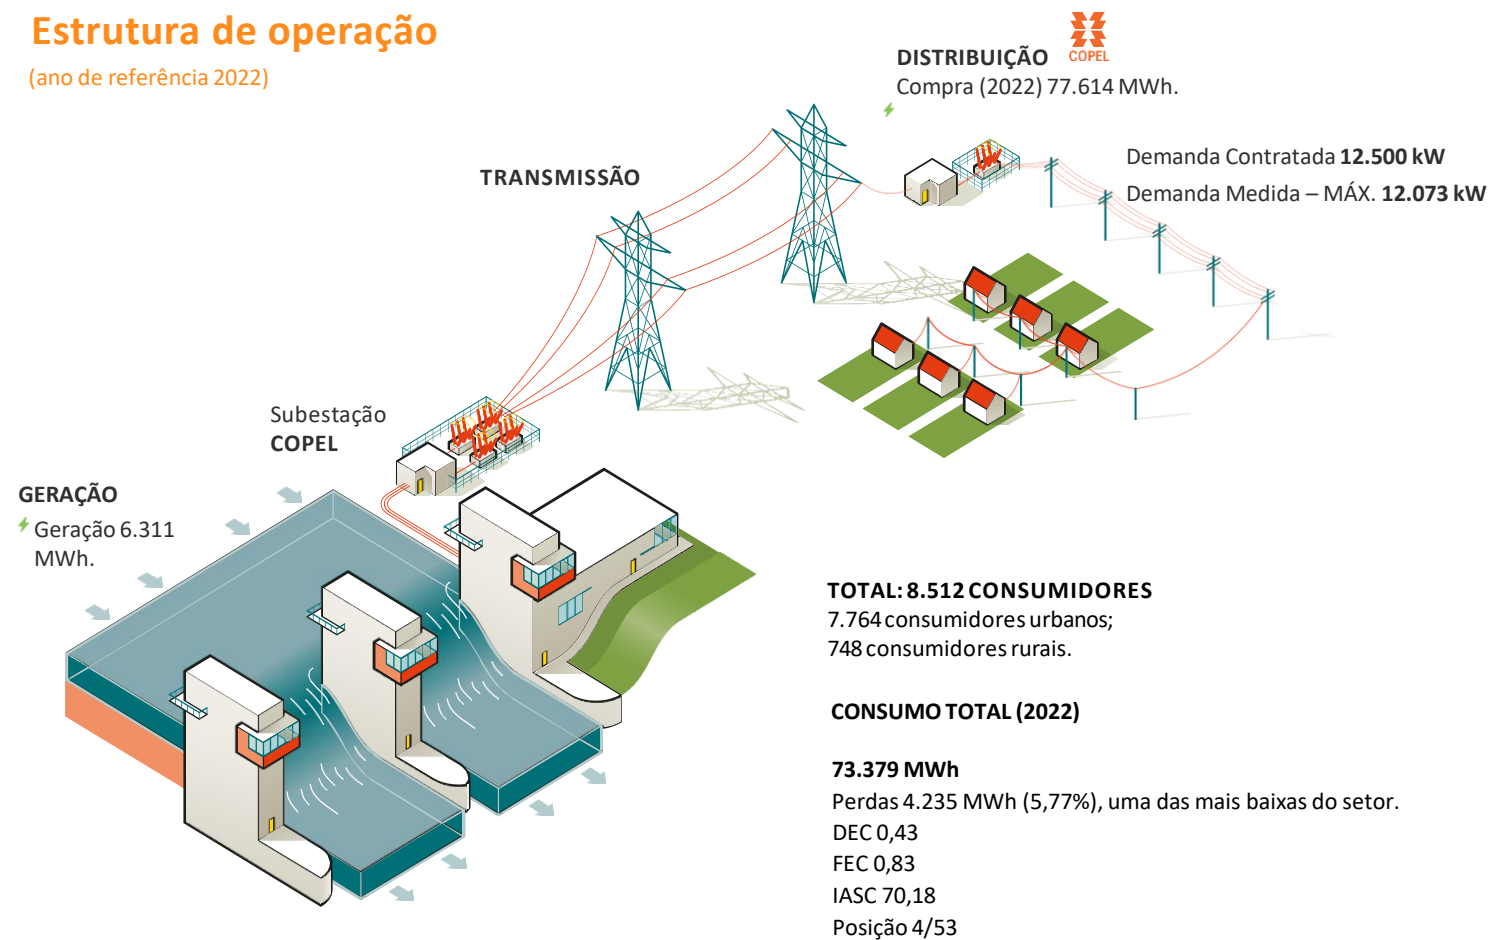 Estrutura de operação
(ano de referência 2022)
COPEL
DISTRIBUIÇÃO
Compra (2022) 77.614 MWh.
Demanda Contratada 12.500 kW
Demanda Medida – MÁX. 12.073 kW
TRANSMISSÃO
Subestação
COPEL
GERAÇÃO
Geração 6.311
MWh.
TOTAL: 8.512 CONSUMIDORES
7.764 consumidores urbanos;
748 consumidores rurais.
CONSUMO TOTAL (2022)
73.379 MWh
Perdas 4.235 MWh (5,77%), uma das mais baixas do setor.
DEC 0,43
FEC 0,83
IASC 70,18
Posição 4/53